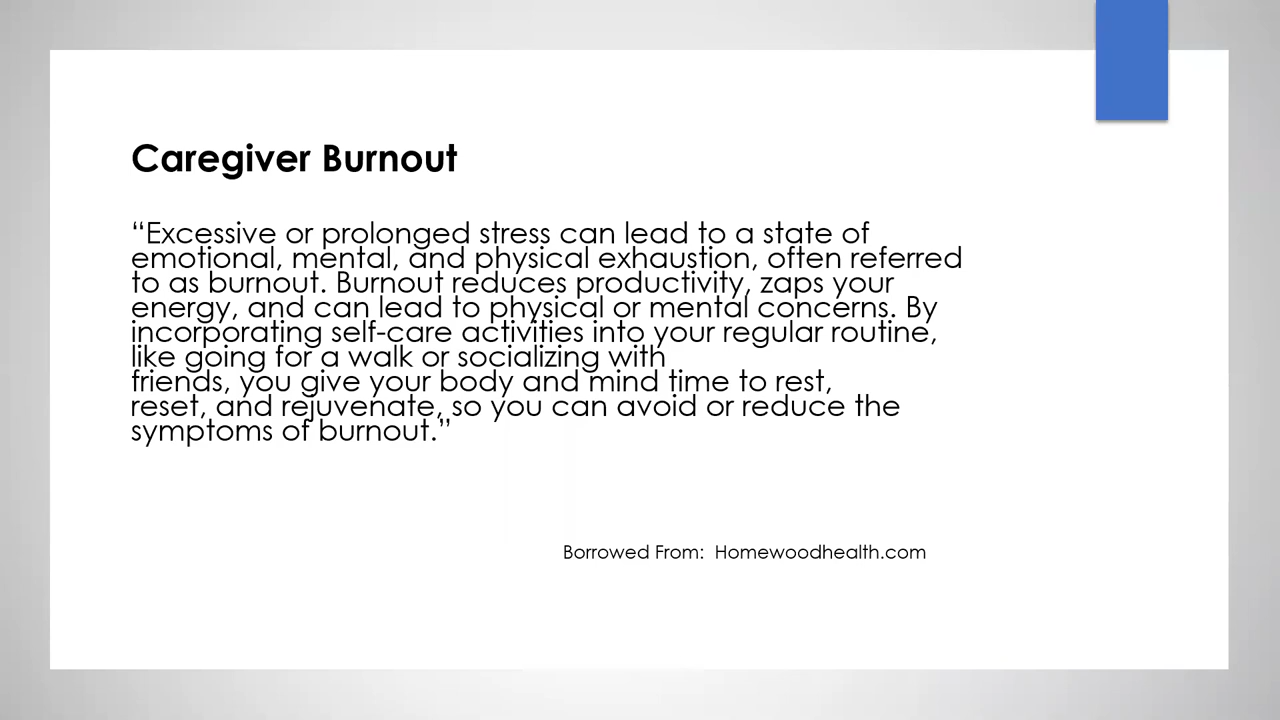 Caregiver Burnout
“Excessive or prolonged stress can lead to a state of
emotional, mental, and physical exhaustion, often referred
to as burnout. Burnout reduces productivity, zaps your
energy, and can lead to physical or mental concerns. By
incorporating self-care activities into your regular routine,
like going for a walk or socializing with
friends, you give your body and mind time to rest,
reset, and rejuvenate, so you can avoid or reduce the
symptoms of burnout.”
Borrowed From:  Homewoodhealth.com